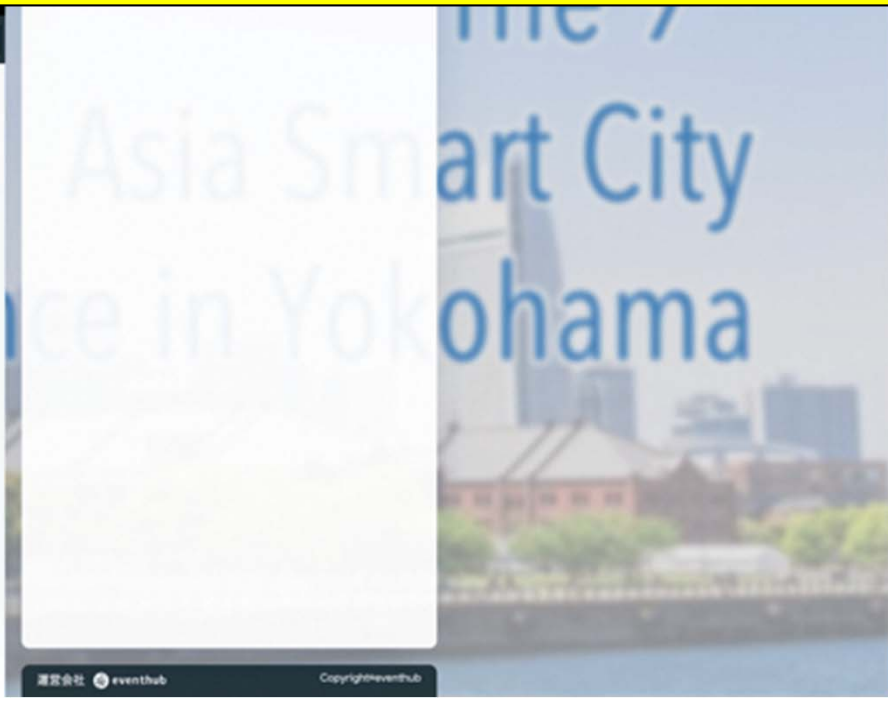 Asia Smart City
ce in Yokohama
運営会社 eventhub
Copyright©eventhub